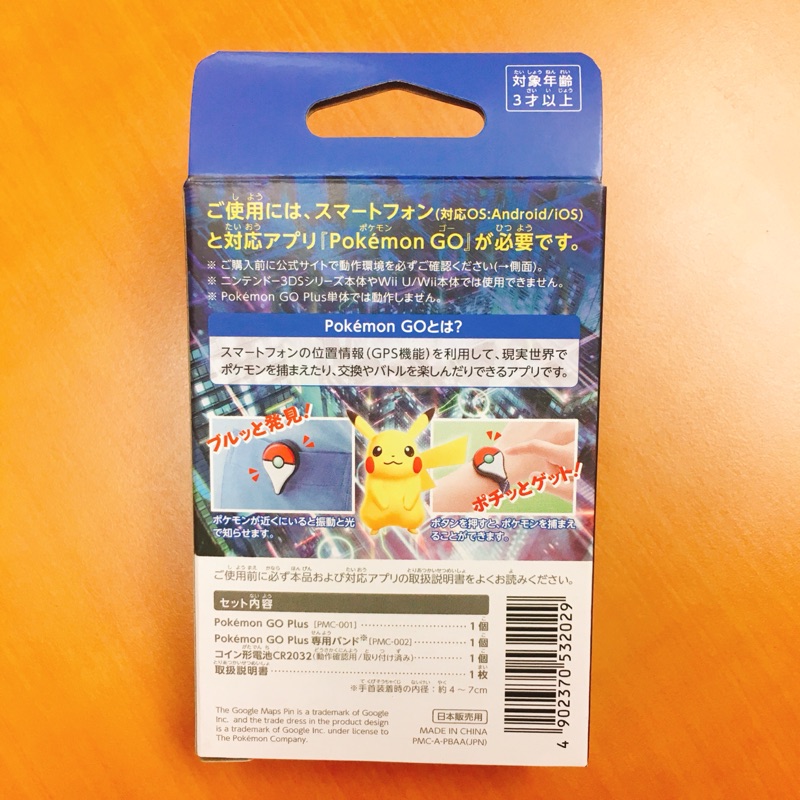 対象年齢
3才以上
ご使用には、スマートフォン(対応OS:Android/iOS)
と対応アプリ『Pokémon GO』が必要です。
※ ご購入前に公式サイトで動作環境を必ずご確認ください(→側面)。
※ ニンテンドー3DSシリーズ本体やWii U/Wii本体では使用できません。
※ Pokémon GO Plus単体では動作しません。
Pokémon GOとは?
スマートフォンの位置情報(GPS機能)を利用して、現実世界で
ポケモンを捕まえたり、交換やバトルを楽しんだりできるアプリです。
ブルッと発見!
ポチッとゲット!
ポケモンが近くにいると振動と光
で知らせます。
ボタンを押すと、ポケモンを捕まえ
ることができます。
ご使用前に必ず本品および対応アプリの取扱説明書をよくお読みください。
セット内容
Pokémon GO Plus [PMC-001] 1個
Pokémon GO Plus 専用バンド※[PMC-002] 1個
コイン形電池CR2032(動作確認用/取り付け済み) 1個
取扱説明書 1枚
※手首装着時の内径:約4~7cm
The Google Maps Pin is a trademark of Google
Inc. and the trade dress in the product design
is a trademark of Google Inc. under license to
The Pokémon Company.
日本販売用
MADE IN CHINA
PMC-A-PBAA(JPN)
4 902370 532029